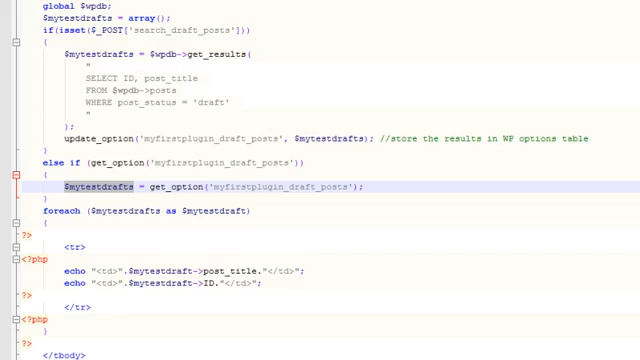 global $wpdb;
$mytestdrafts = array();
if(isset($_POST['search_draft_posts']))
{
$mytestdrafts = $wpdb->get_results(
"
SELECT ID, post_title
FROM $wpdb->posts
WHERE post_status = 'draft'
"
);
update_option('myfirstplugin_draft_posts', $mytestdrafts); //store the results in WP options table
}
else if (get_option('myfirstplugin_draft_posts'))
{
$mytestdrafts = get_option('myfirstplugin_draft_posts');
}
foreach ($mytestdrafts as $mytestdraft)
{
?>
<tr>
<?php
echo "<td>".$mytestdraft->post_title."</td>";
echo "<td>".$mytestdraft->ID."</td>";
?>
</tr>
<?php
}
?>
</tbody>